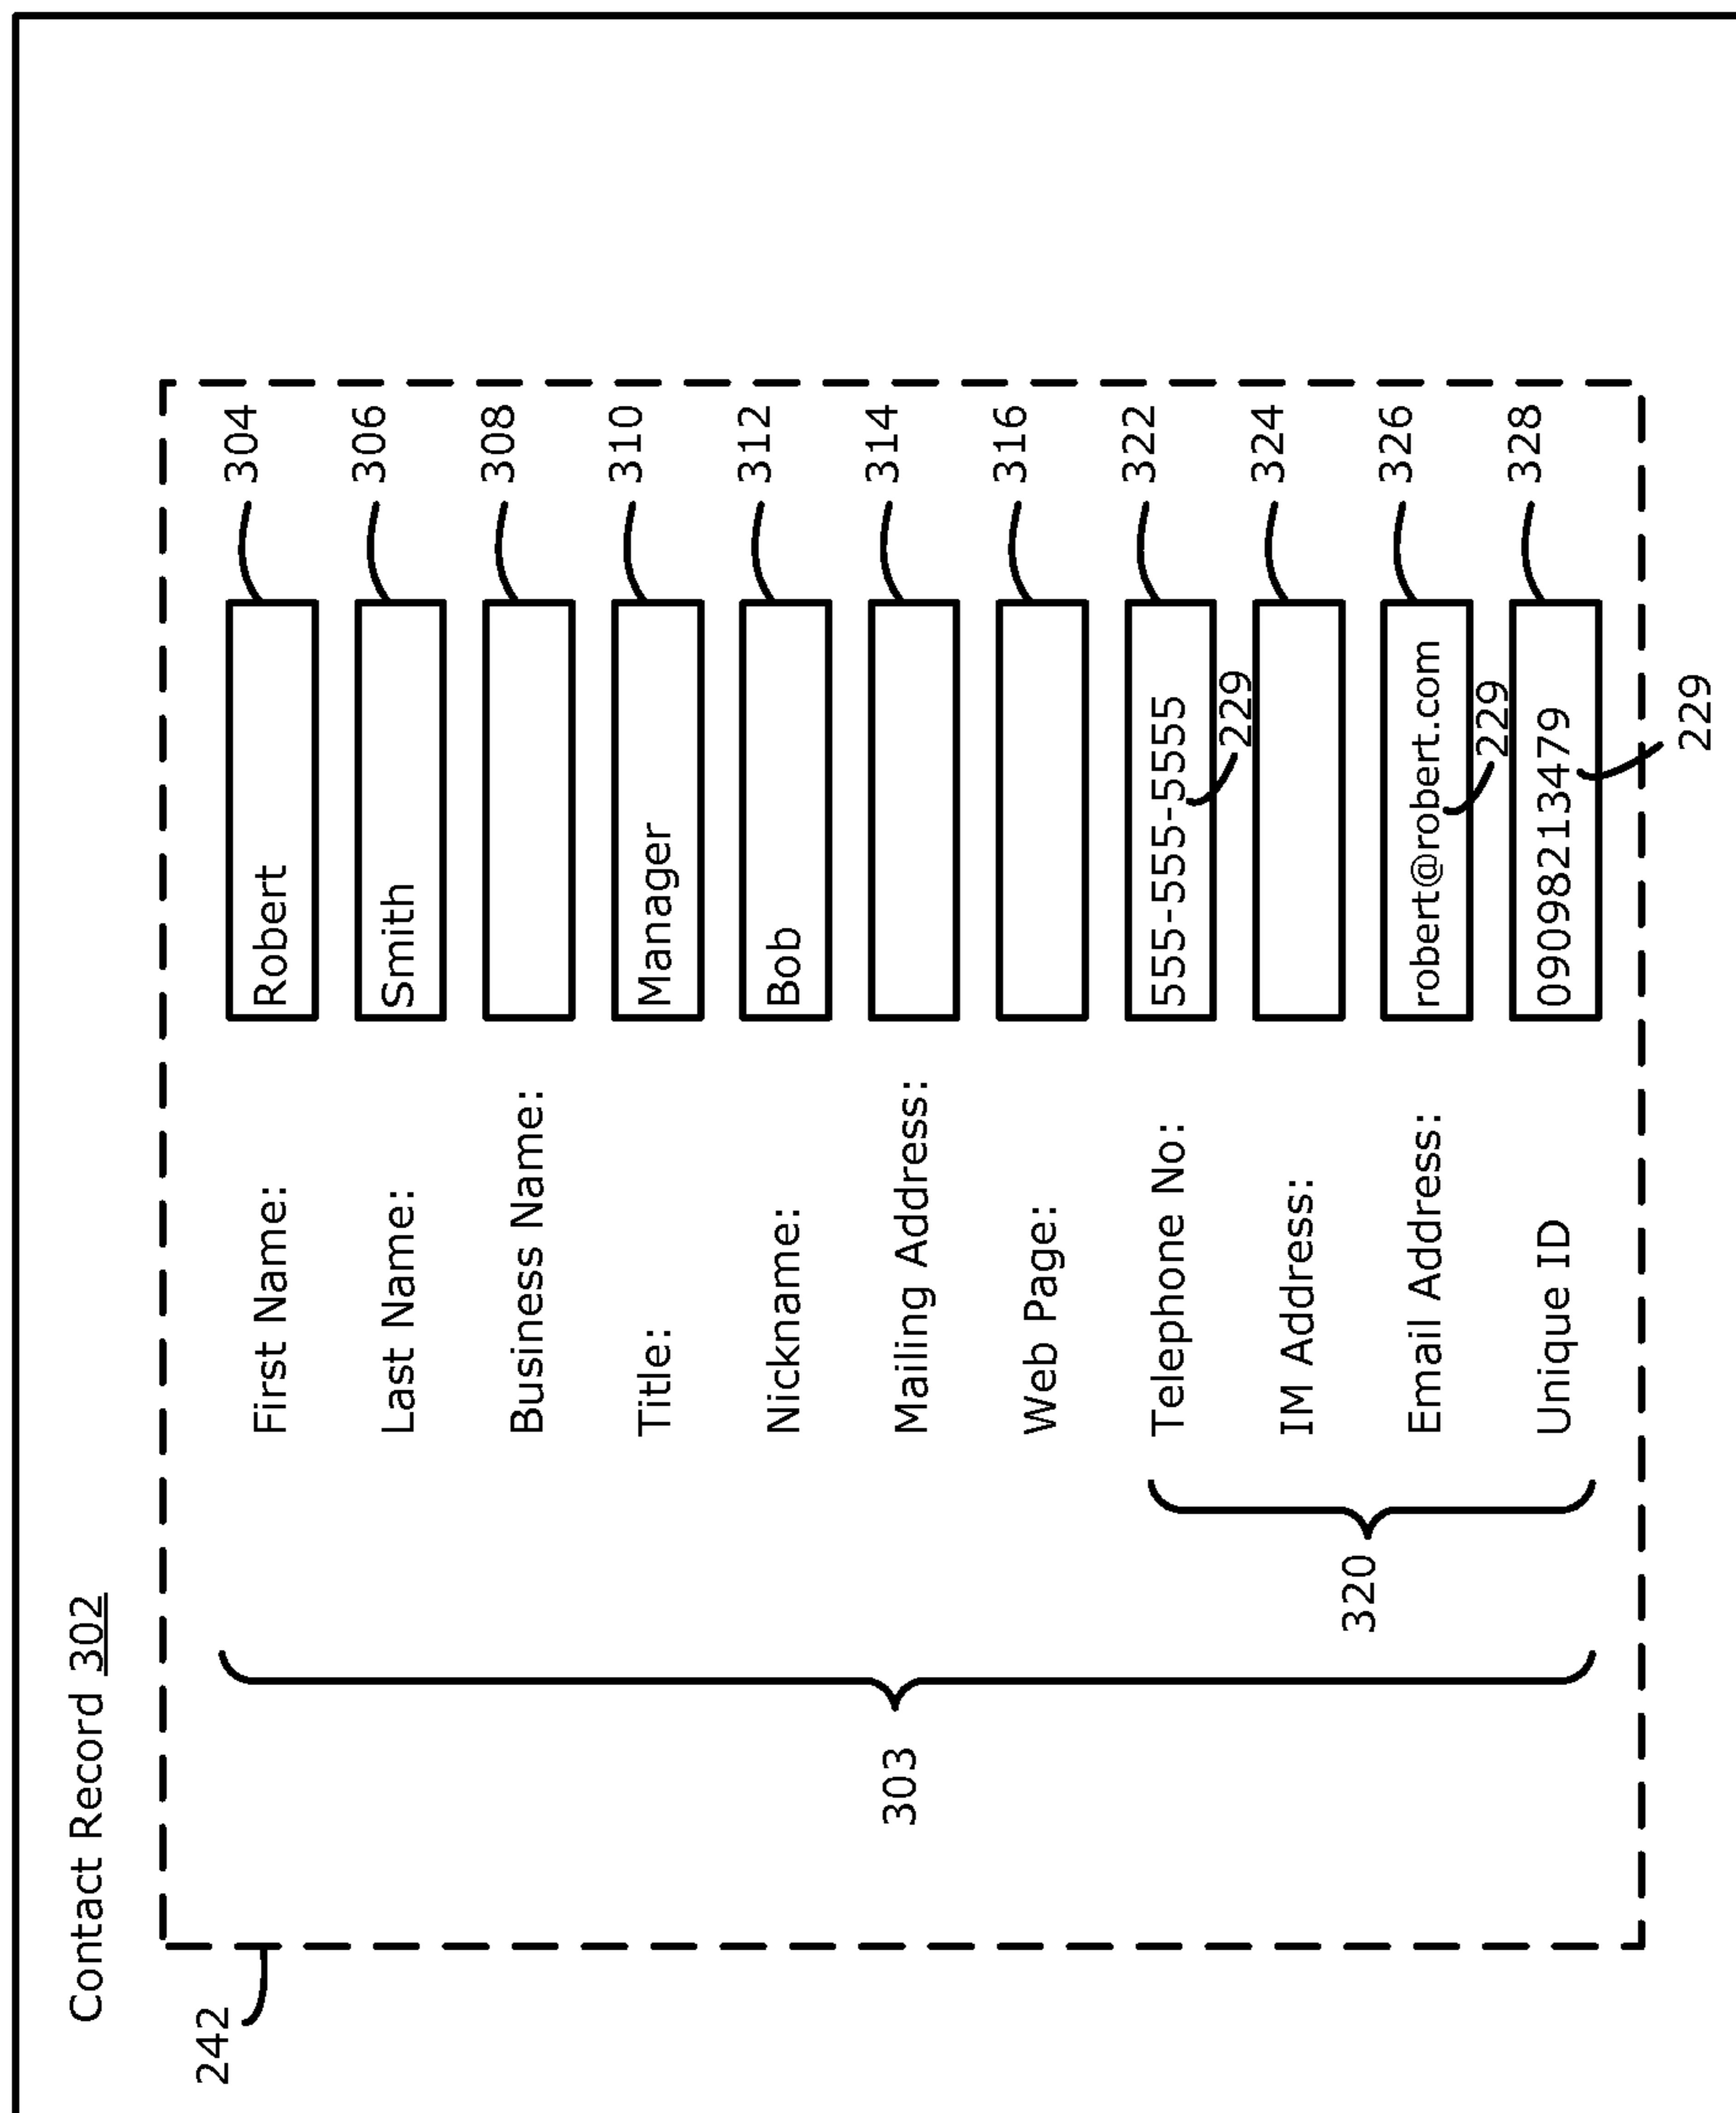 Contact Record 302
242
First Name: Robert 304
Last Name: Smith 306
Business Name: 308
Title: Manager 310
Nickname: Bob 312
303
Mailing Address: 314
Web Page: 316
Telephone No: 555-555-5555 322
229
320
IM Address: 324
Email Address: robert@robert.com 326
229
Unique ID 0909821 3479 328
229